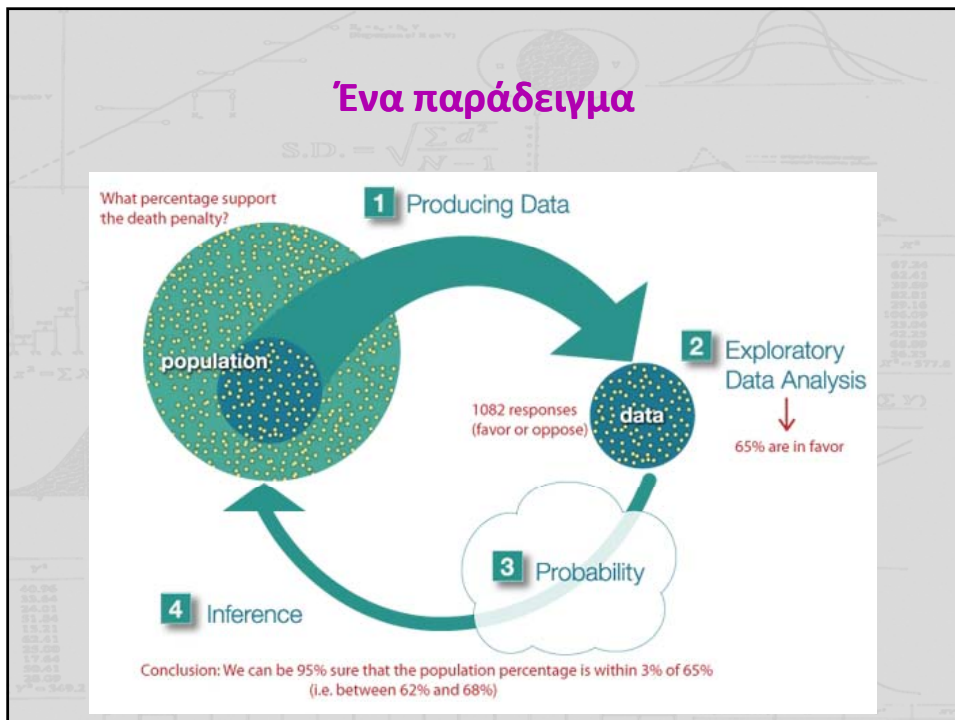 Ένα παράδειγμα
S.D. = √ Σ d² / N − 1
What percentage support
the death penalty?
1 Producing Data
population
2 Exploratory
Data Analysis
1082 responses
(favor or oppose)
data
65% are in favor
3 Probability
4 Inference
Conclusion: We can be 95% sure that the population percentage is within 3% of 65%
(i.e. between 62% and 68%)